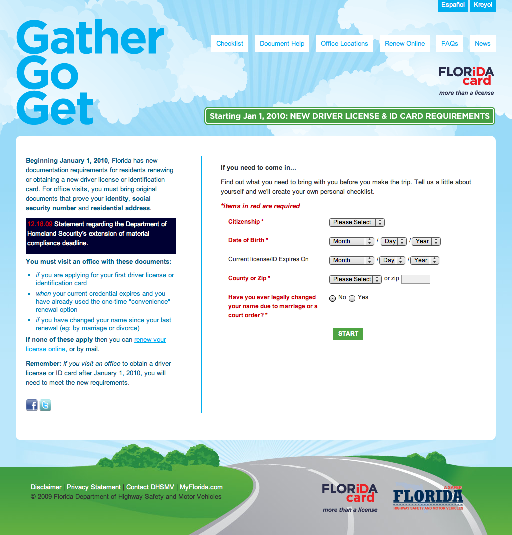 Español Kreyol
Gather
Go
Get
Checklist Document Help Office Locations Renew Online FAQs News
FLORiDA
card
more than a license
Starting Jan 1, 2010: NEW DRIVER LICENSE & ID CARD REQUIREMENTS
Beginning January 1, 2010, Florida has new
documentation requirements for residents renewing
or obtaining a new driver license or identification
card. For office visits, you must bring original
documents that prove your identity, social
security number and residential address.
12.18.09 Statement regarding the Department of
Homeland Security's extension of material
compliance deadline.
You must visit an office with these documents:
if you are applying for your first driver license or
identification card
when your current credential expires and you
have already used the one time "convenience"
renewal option
if you have changed your name since your last
renewal (eg: by marriage or divorce)
If none of these apply then you can renew your
license online, or by mail.
Remember: if you visit an office to obtain a driver
license or ID card after January 1, 2010, you will
need to meet the new requirements.
If you need to come in...
Find out what you need to bring with you before you make the trip. Tell us a little about
yourself and we'll create your own personal checklist.
*Items in red are required
Citizenship * Please Select
Date of Birth * Month / Day / Year
Current license/ID Expires On Month / Day / Year
County or Zip * Please Select or zip
Have you ever legally changed No Yes
your name due to marriage or a
court order? *
START
Disclaimer | Privacy Statement | Contact DHSMV | MyFlorida.com
© 2009 Florida Department of Highway Safety and Motor Vehicles
FLORiDA
card
more than a license
FLORIDA
HIGHWAY SAFETY AND MOTOR VEHICLES